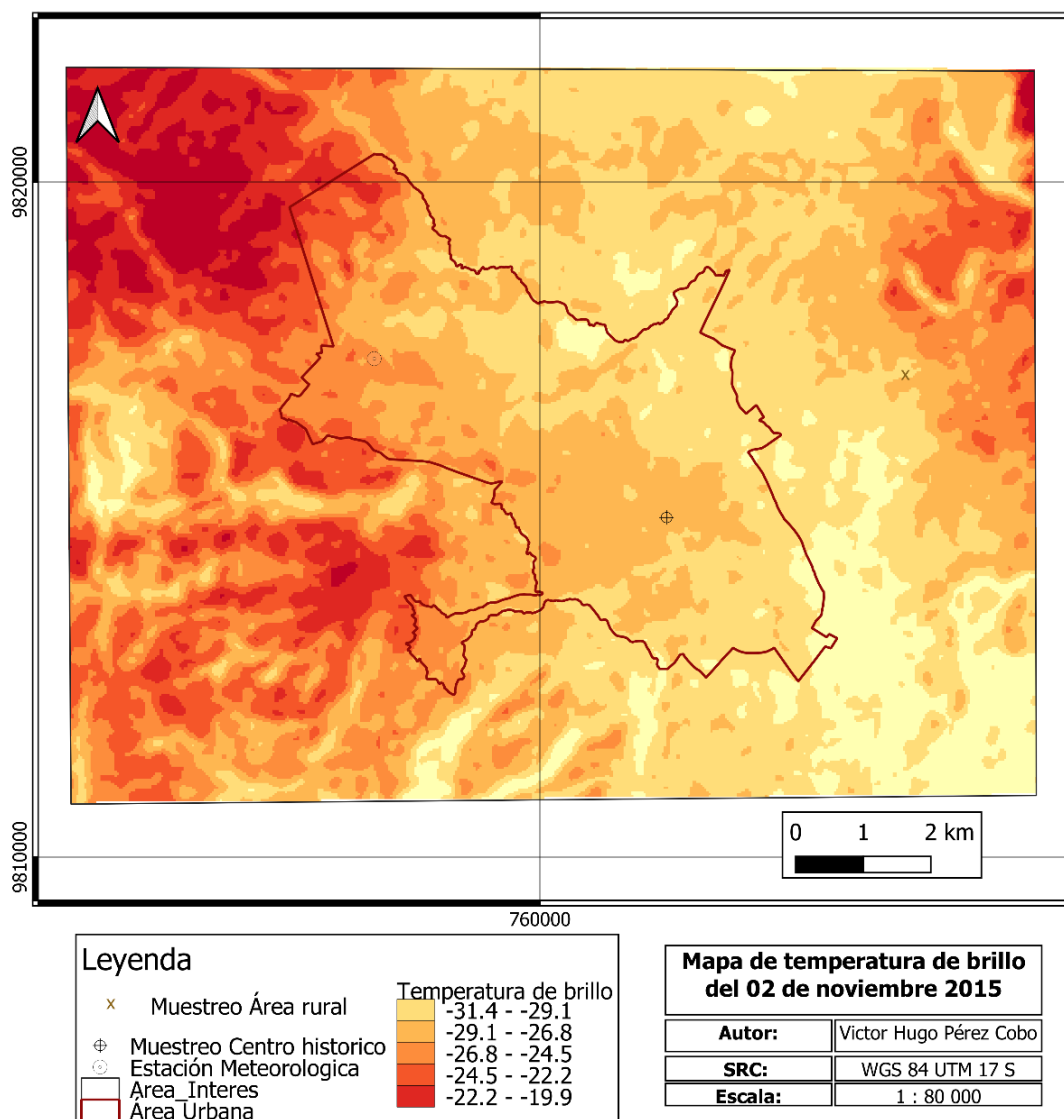 9820000
9810000
0 1 2 km
760000
Leyenda
x Muestreo Área rural
Muestreo Centro historico
Estación Meteorologica
Area_Interes
Área Urbana
Temperatura de brillo
-31.4 - -29.1
-29.1 - -26.8
-26.8 - -24.5
-24.5 - -22.2
-22.2 - -19.9
Mapa de temperatura de brillo
del 02 de noviembre 2015
Autor: Victor Hugo Pérez Cobo
SRC: WGS 84 UTM 17 S
Escala: 1 : 80 000